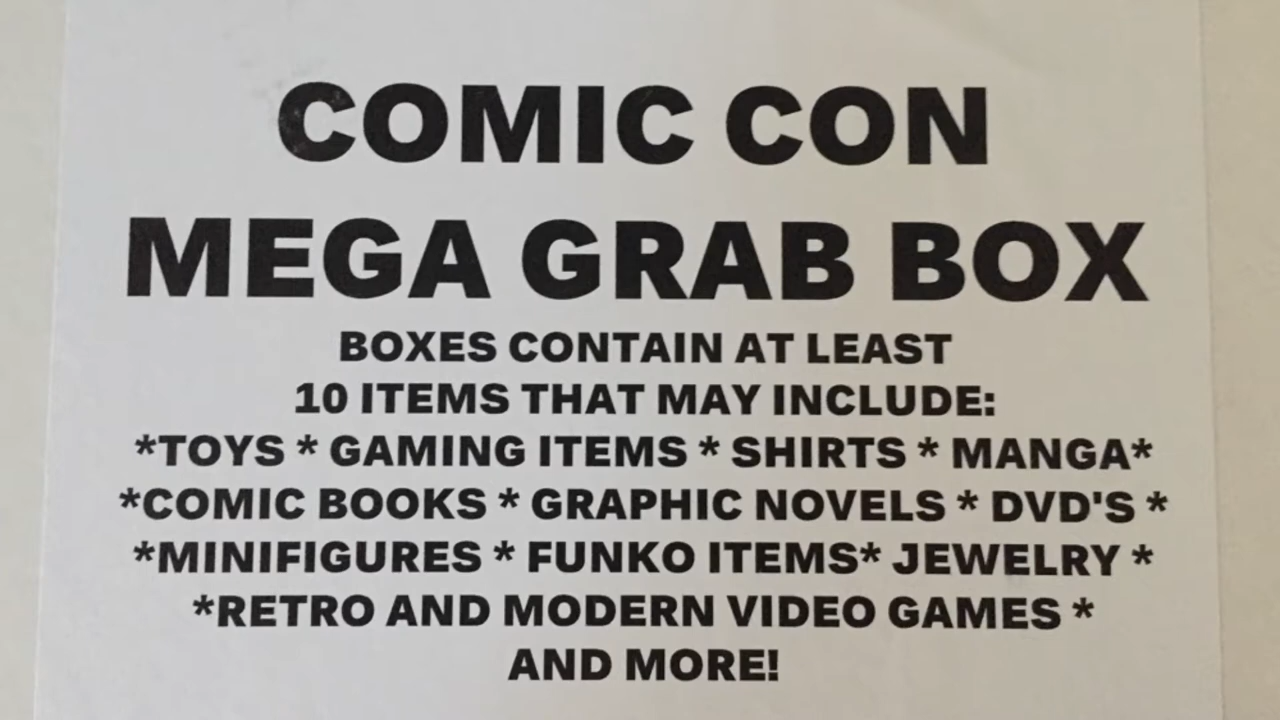 COMIC CON
MEGA GRAB BOX
BOXES CONTAIN AT LEAST
10 ITEMS THAT MAY INCLUDE:
*TOYS * GAMING ITEMS * SHIRTS * MANGA*
*COMIC BOOKS * GRAPHIC NOVELS * DVD'S *
*MINIFIGURES * FUNKO ITEMS* JEWELRY *
*RETRO AND MODERN VIDEO GAMES *
AND MORE!